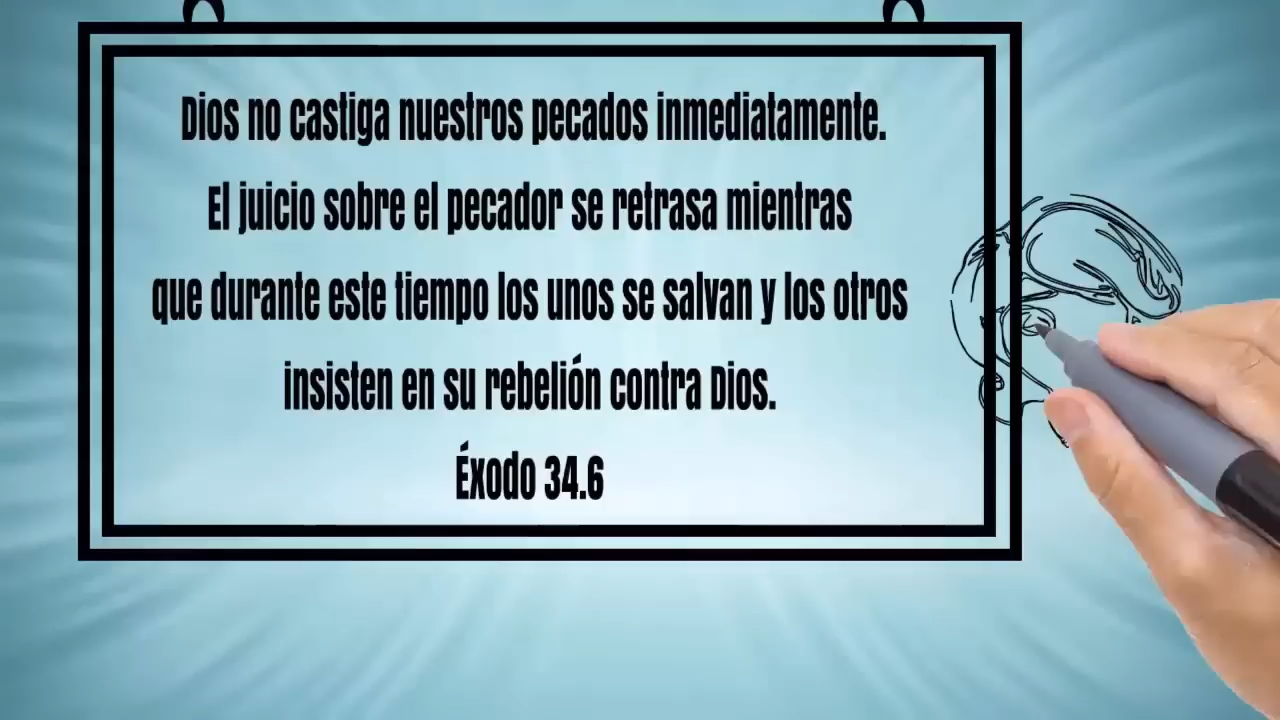 Dios no castiga nuestros pecados inmediatamente.
El juicio sobre el pecador se retrasa mientras
que durante este tiempo los unos se salvan y los otros
insisten en su rebelión contra Dios.
Éxodo 34.6